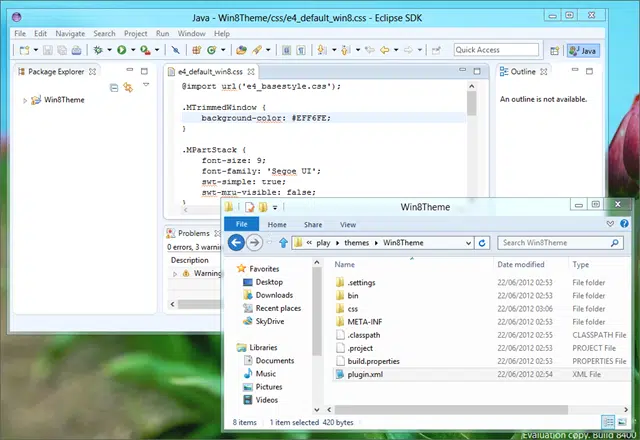 Java - Win8Theme/css/e4_default_win8.css - Eclipse SDK
File Edit Navigate Search Project Run Window Help
Quick Access
Java
Package Explorer
Win8Theme
e4_default_win8.css
@import url('e4_basestyle.css');
.MTrimmedWindow {
background-color: #EFF6FE;
}
.MPartStack {
font-size: 9;
font-family: 'Segoe UI';
swt-simple: true;
swt-mru-visible: false;
}
Outline
An outline is not available.
Problems
0 errors, 3 warnin
Description
Warning
Win8Theme
File Home Share View
« play themes Win8Theme
Search Win8Theme
Favorites
Desktop
Downloads
Recent places
SkyDrive
Libraries
Documents
Music
Pictures
Videos
Name Date modified Type
.settings 22/06/2012 02:53 File folder
bin 22/06/2012 02:53 File folder
css 22/06/2012 03:06 File folder
META-INF 22/06/2012 02:53 File folder
.classpath 22/06/2012 02:53 CLASSPATH File
.project 22/06/2012 02:53 PROJECT File
build.properties 22/06/2012 02:53 PROPERTIES File
plugin.xml 22/06/2012 02:54 XML File
8 items 1 item selected 420 bytes
Evaluation copy. Build 8400